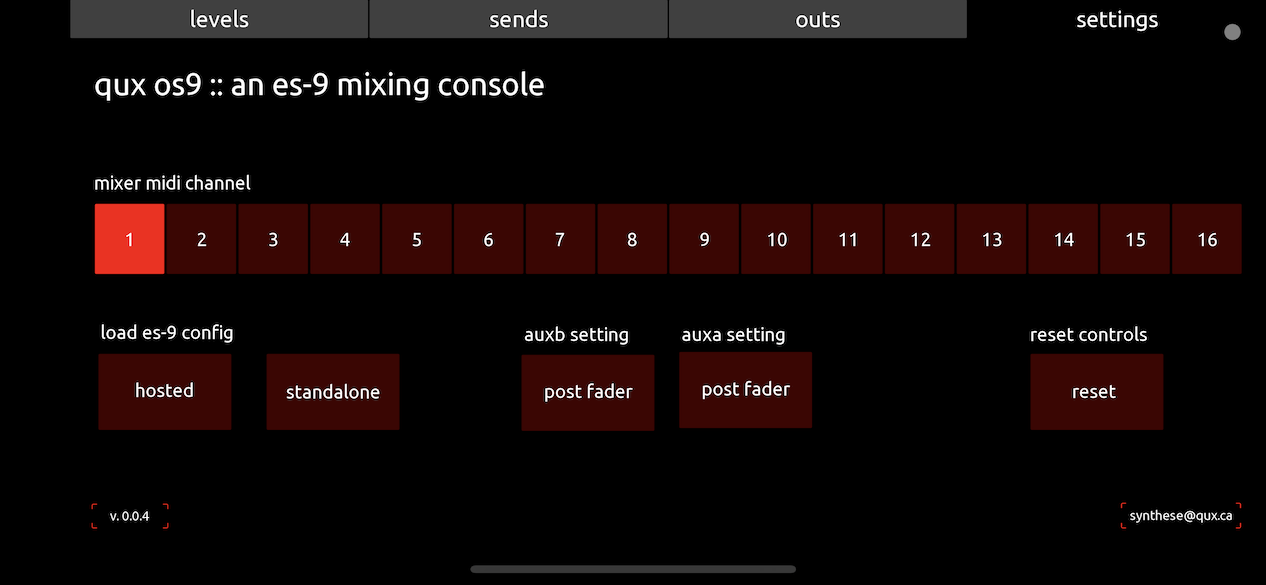 levels sends outs settings
qux os9 :: an es-9 mixing console
mixer midi channel
1 2 3 4 5 6 7 8 9 10 11 12 13 14 15 16
load es-9 config auxb setting auxa setting reset controls
hosted standalone post fader post fader reset
v. 0.0.4 synthese@qux.ca